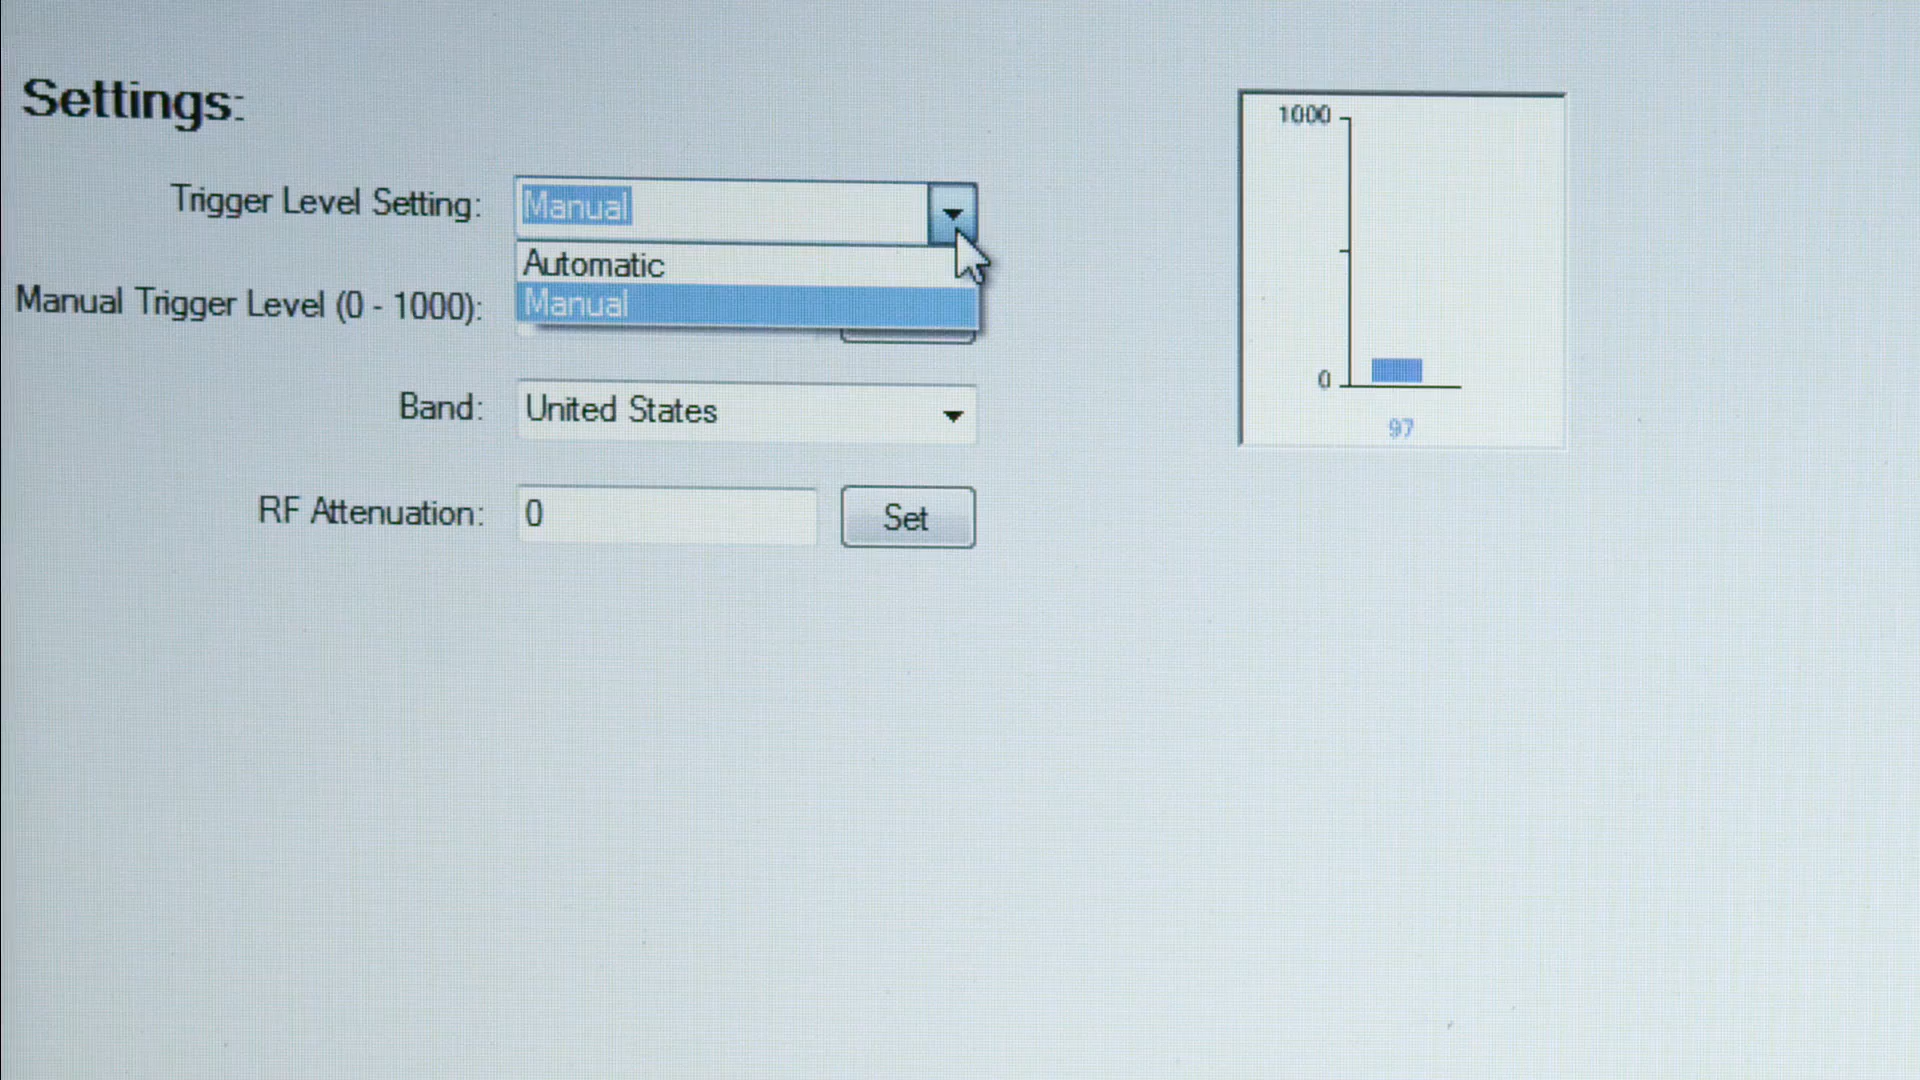 Settings:
Trigger Level Setting: Manual
Automatic
Manual Trigger Level (0 - 1000): Manual
Band: United States
RF Attenuation: 0 Set
1000
0
97